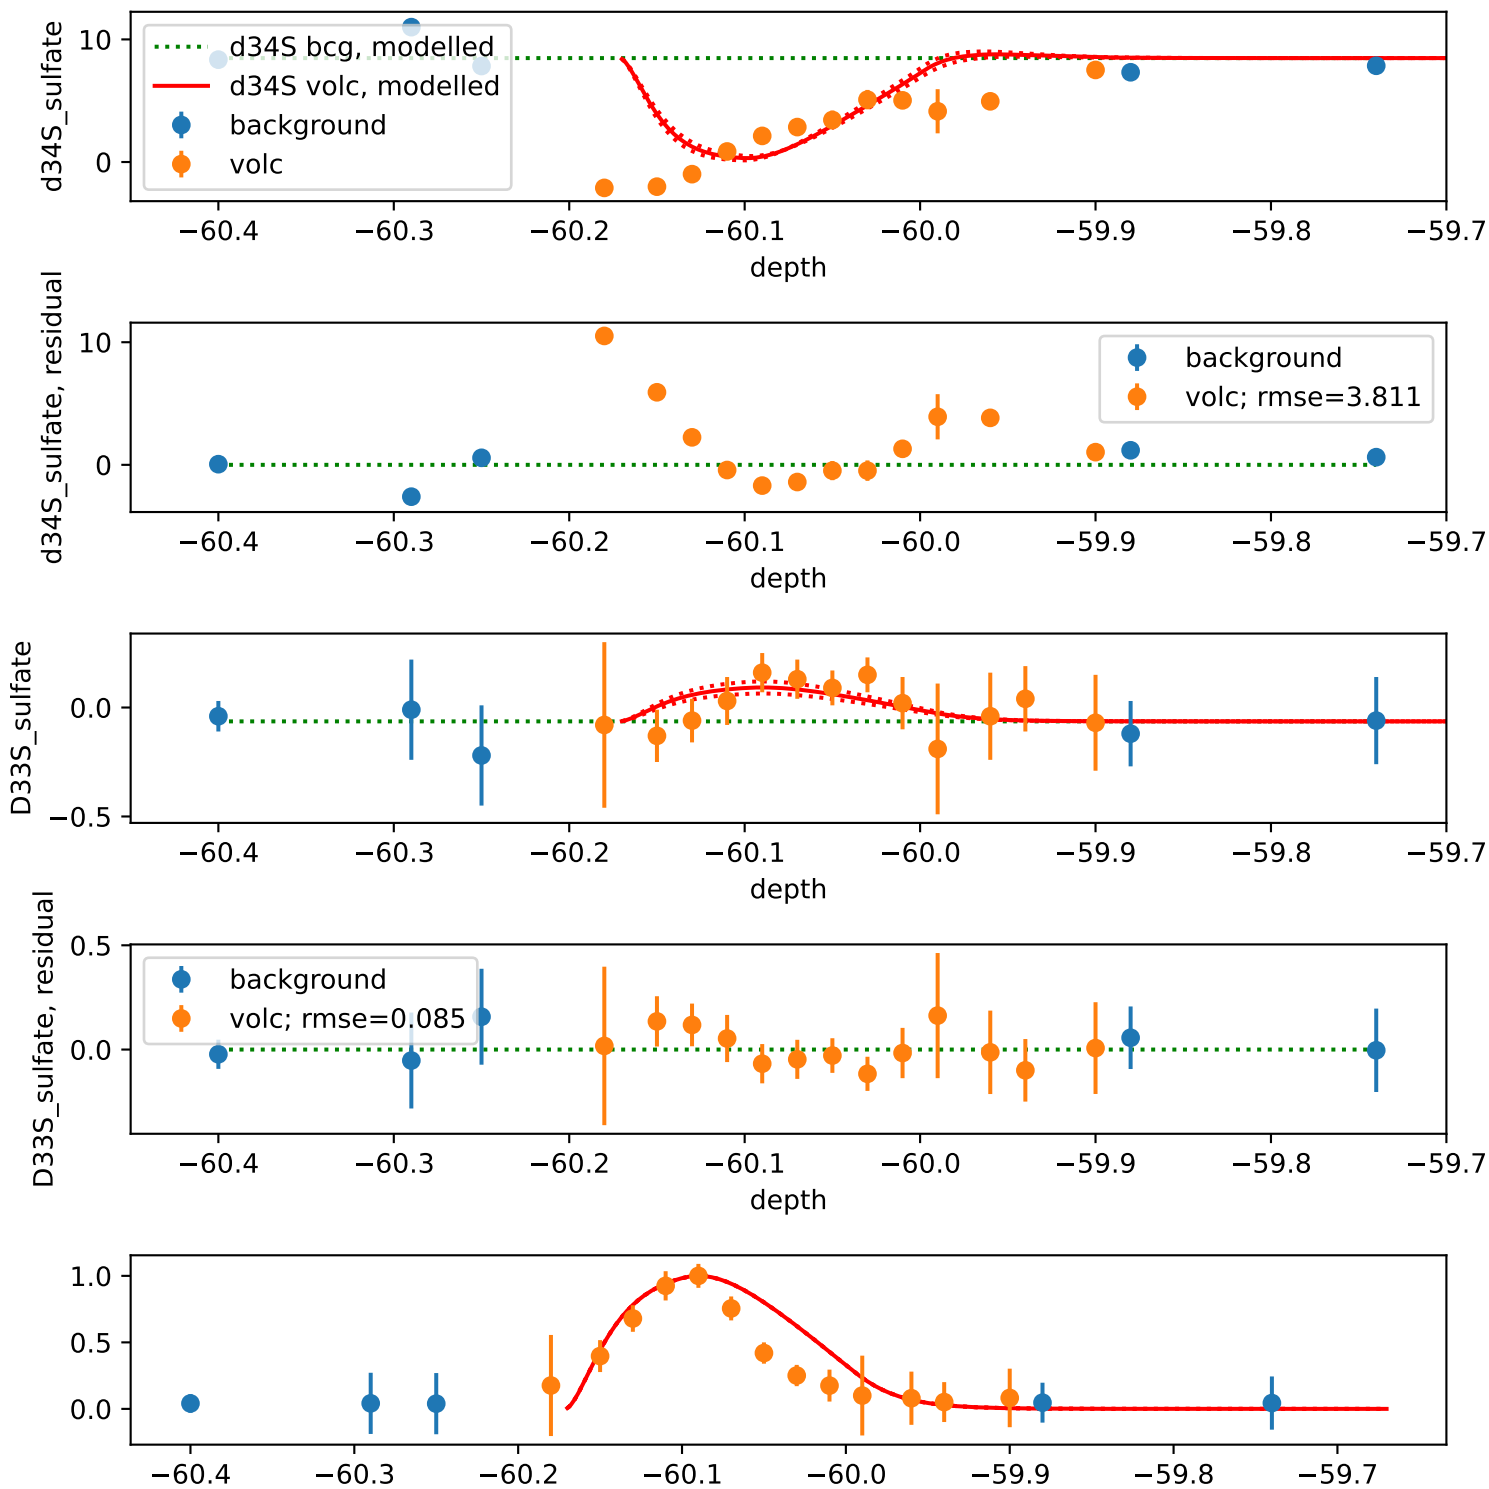 10
0
d34S_sulfate
d34S bcg, modelled
d34S volc, modelled
background
volc
−60.4 −60.3 −60.2 −60.1 −60.0 −59.9 −59.8 −59.7
depth
10
0
d34S_sulfate, residual
background
volc; rmse=3.811
−60.4 −60.3 −60.2 −60.1 −60.0 −59.9 −59.8 −59.7
depth
0.0
−0.5
D33S_sulfate
−60.4 −60.3 −60.2 −60.1 −60.0 −59.9 −59.8 −59.7
depth
0.5
0.0
D33S_sulfate, residual
background
volc; rmse=0.085
−60.4 −60.3 −60.2 −60.1 −60.0 −59.9 −59.8 −59.7
depth
1.0
0.5
0.0
−60.4 −60.3 −60.2 −60.1 −60.0 −59.9 −59.8 −59.7